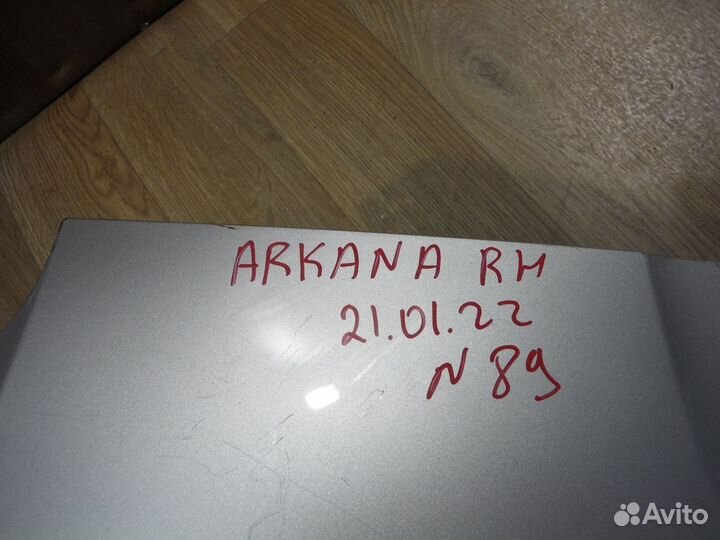 ARKANA RH
21.01.22
N 89
Avito